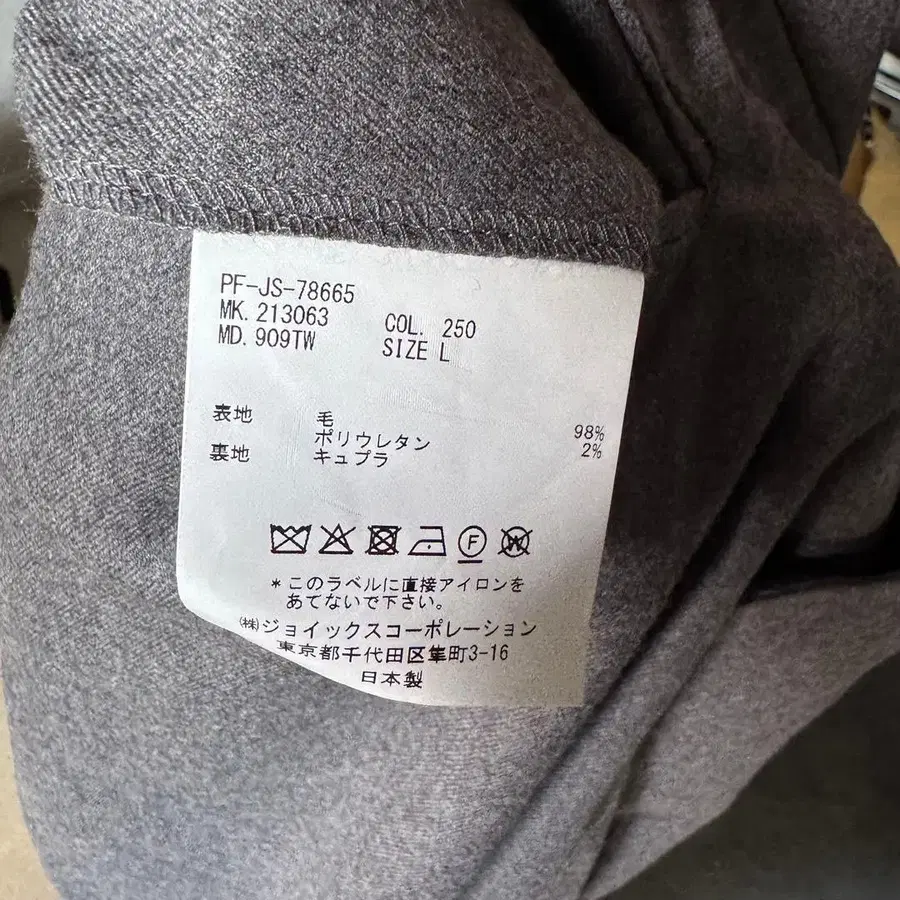 PF-JS-78665
MK. 213063 COL. 250
MD. 909TW SIZE L
表地 毛 98%
ポリウレタン 2%
裏地 キュプラ
F
W
*このラベルに直接アイロンを
あてないで下さい。
㈱ジョイックスコーポレーション
東京都千代田区隼町3-16
日本製